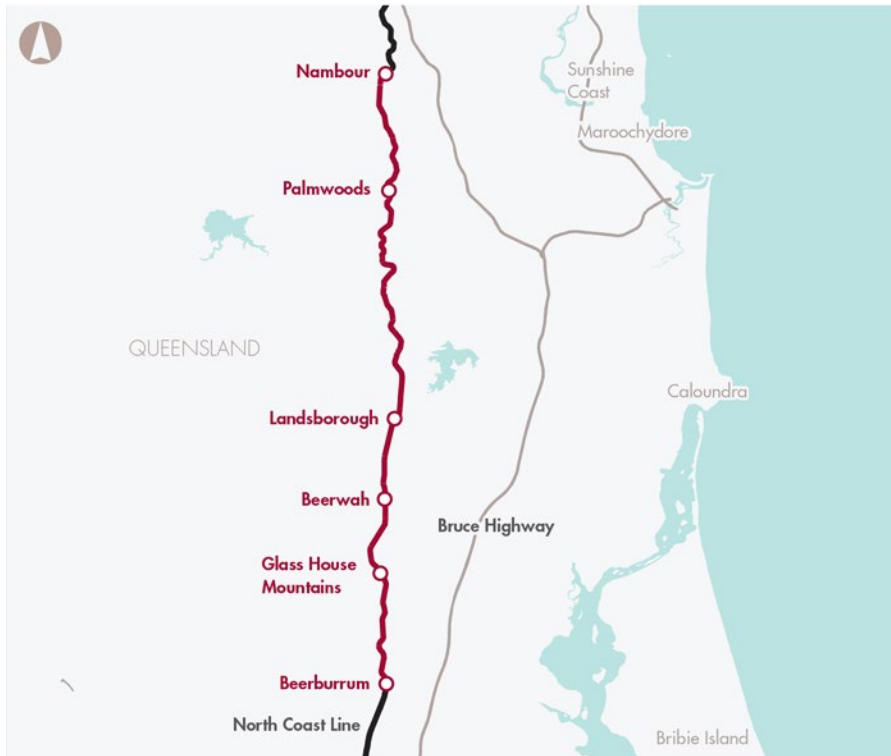 Nambour
Sunshine
Coast
Maroochydore
Palmwoods
QUEENSLAND
Caloundra
Landsborough
Beerwah
Bruce Highway
Glass House
Mountains
Beerburrum
North Coast Line
Bribie Island